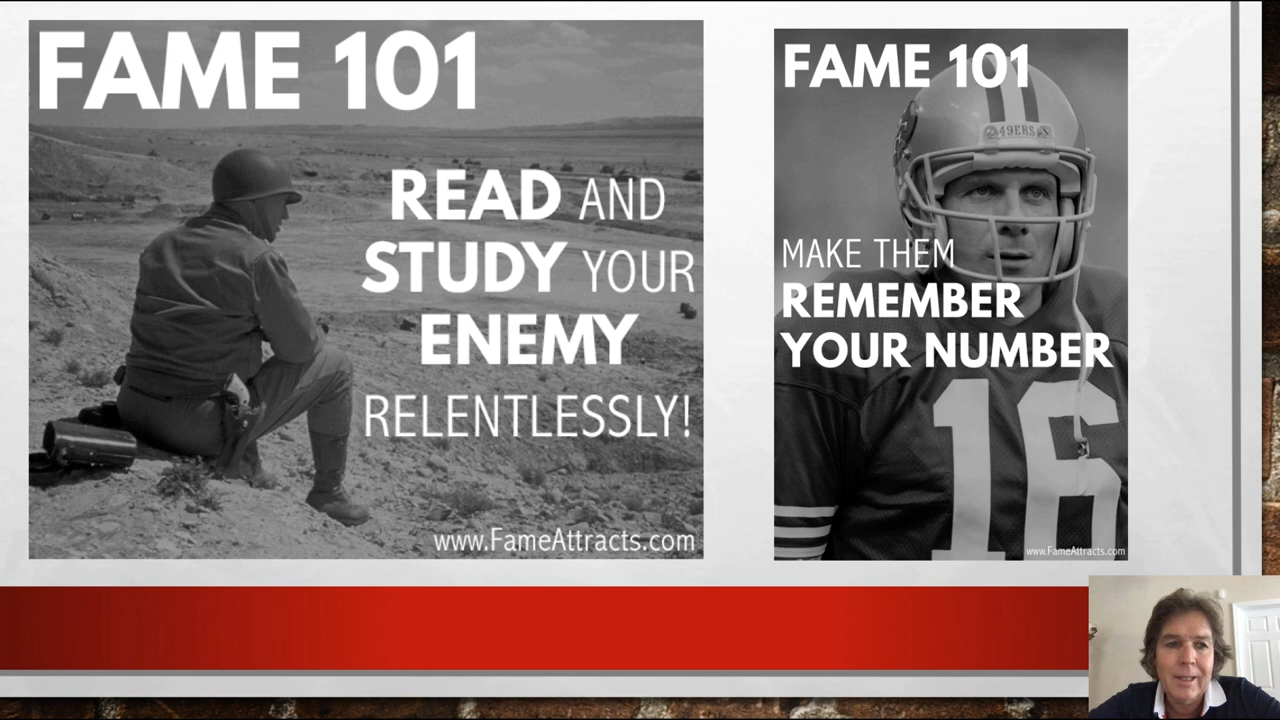 FAME 101
READ AND
STUDY YOUR
ENEMY
RELENTLESSLY!
www.FameAttracts.com
FAME 101
49ERS
MAKE THEM
REMEMBER
YOUR NUMBER
16
www.FameAttracts.com